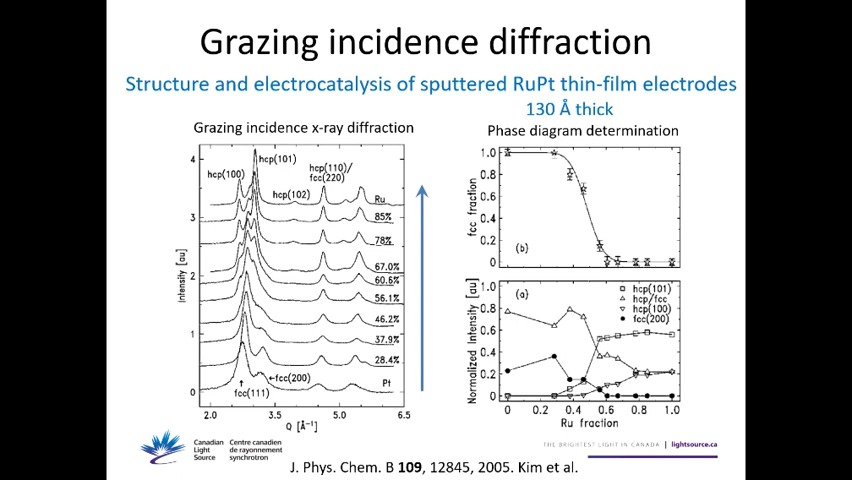 Grazing incidence diffraction
Structure and electrocatalysis of sputtered RuPt thin-film electrodes
130 Å thick
Grazing incidence x-ray diffraction
4
3
2
1
0
Intensity [au]
hcp(100)
hcp(101)
hcp(102)
hcp(110)/
fcc(220)
Ru
85%
78%
67.0%
60.6%
56.1%
46.2%
37.9%
28.4%
Pt
←fcc(200)
fcc(111)
2.0 3.5 5.0 6.5
Q [Å⁻¹]
Phase diagram determination
1.0
0.8
0.6
0.4
0.2
0
fcc fraction
(b)
1.0
0.8
0.6
0.4
0.2
0
Normalized Intensity [au]
(a)
hcp(101)
hcp/fcc
hcp(100)
fcc(200)
0 0.2 0.4 0.6 0.8 1.0
Ru fraction
Canadian
Light
Source
Centre canadien
de rayonnement
synchrotron
THE BRIGHTEST LIGHT IN CANADA | lightsource.ca
J. Phys. Chem. B 109, 12845, 2005. Kim et al.